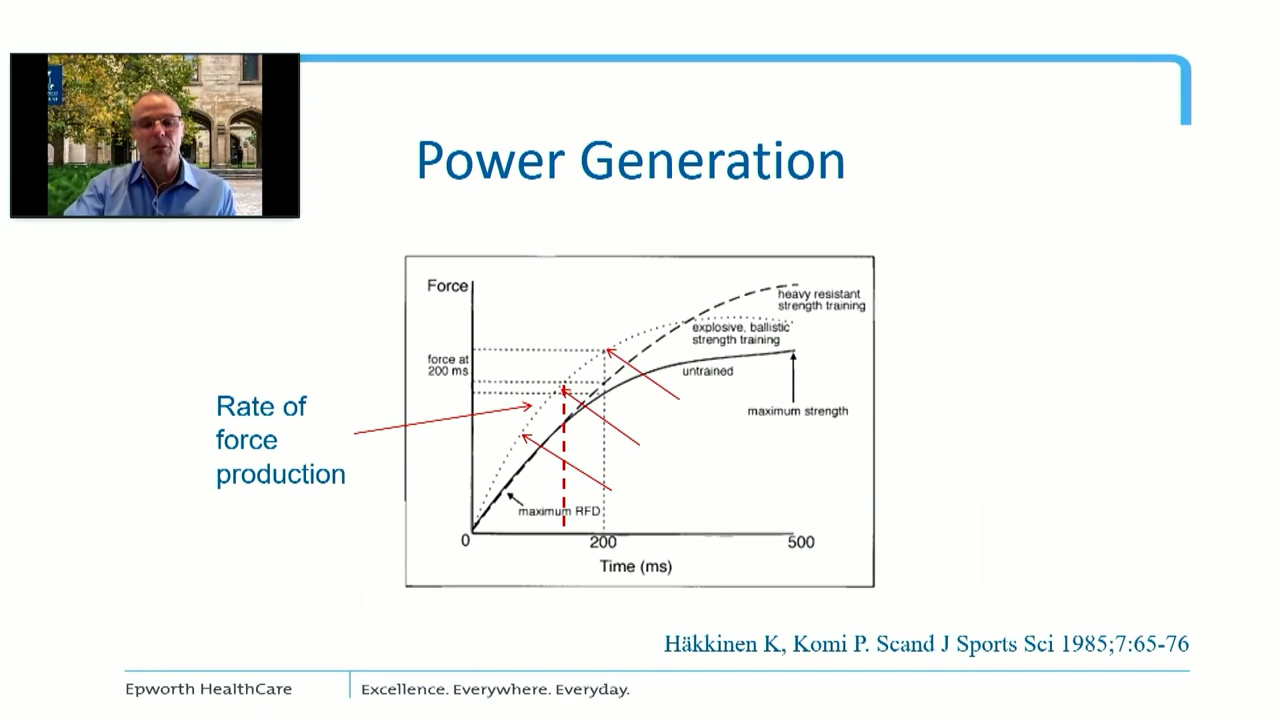 Power Generation
Force
heavy resistant
strength training
explosive, ballistic
strength training
force at
200 ms
untrained
Rate of
force
production
maximum strength
maximum RFD
0
200
500
Time (ms)
Häkkinen K, Komi P. Scand J Sports Sci 1985;7:65-76
Epworth HealthCare
Excellence. Everywhere. Everyday.